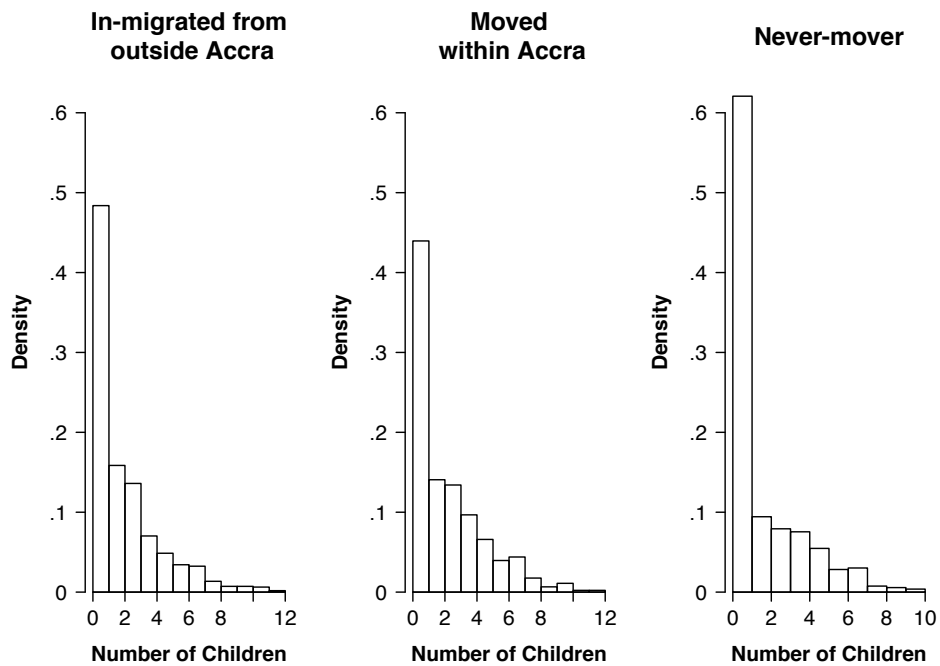 In-migrated from
outside Accra
Moved
within Accra
Never-mover
Density
.6
.5
.4
.3
.2
.1
0
0 2 4 6 8 12
Number of Children
Density
.6
.5
.4
.3
.2
.1
0
0 2 4 6 8 12
Number of Children
Density
.6
.5
.4
.3
.2
.1
0
0 2 4 6 8 10
Number of Children